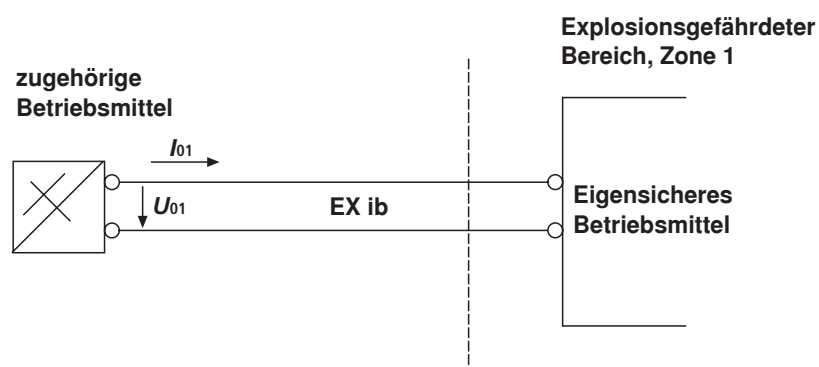 Explosionsgefährdeter
Bereich, Zone 1
zugehörige
Betriebsmittel
I01
U01
EX ib
Eigensicheres
Betriebsmittel